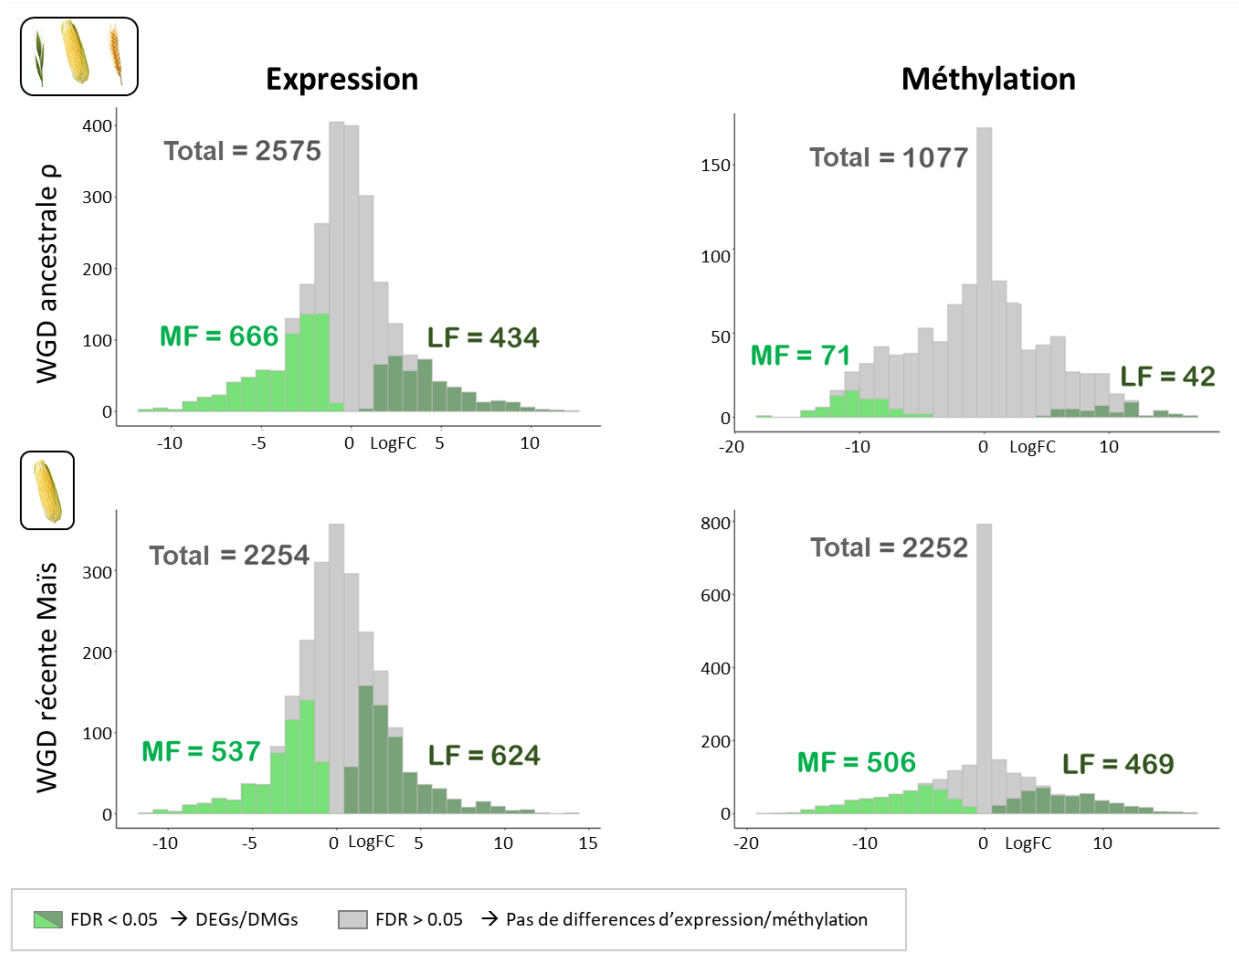 Expression
Méthylation
WGD ancestrale ρ
400
300
200
100
0
Total = 2575
MF = 666
LF = 434
-10
-5
0
LogFC
5
10
150
100
50
0
Total = 1077
MF = 71
LF = 42
-20
-10
0
LogFC
10
WGD récente Maïs
300
200
100
0
Total = 2254
MF = 537
LF = 624
-10
-5
0
LogFC
5
10
15
800
600
400
200
0
Total = 2252
MF = 506
LF = 469
-20
-10
0
LogFC
10
FDR < 0.05 → DEGs/DMGs
FDR > 0.05 → Pas de differences d'expression/méthylation